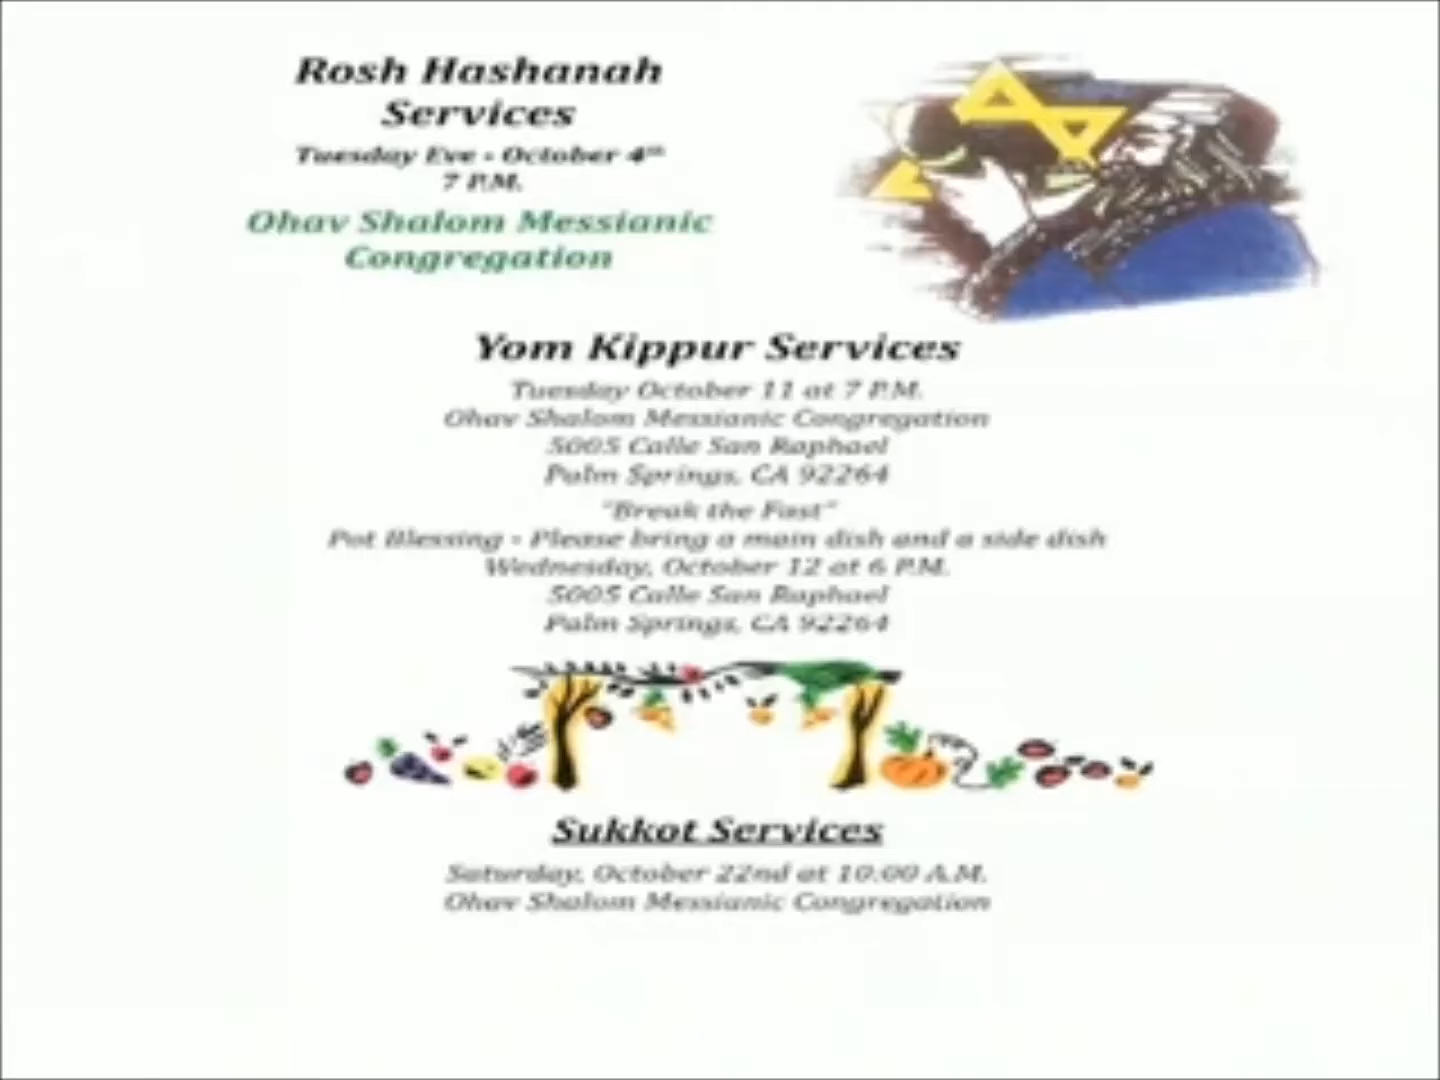 Rosh Hashanah
Services
Tuesday Eve - October 4th
7 P.M.
Ohav Shalom Messianic
Congregation
Yom Kippur Services
Tuesday October 11 at 7 P.M.
Ohav Shalom Messianic Congregation
5005 Calle San Raphael
Palm Springs, CA 92264
"Break the Fast"
Pot Blessing - Please bring a main dish and a side dish
Wednesday, October 12 at 6 P.M.
5005 Calle San Raphael
Palm Springs, CA 92264
Sukkot Services
Saturday, October 22nd at 10:00 A.M.
Ohav Shalom Messianic Congregation